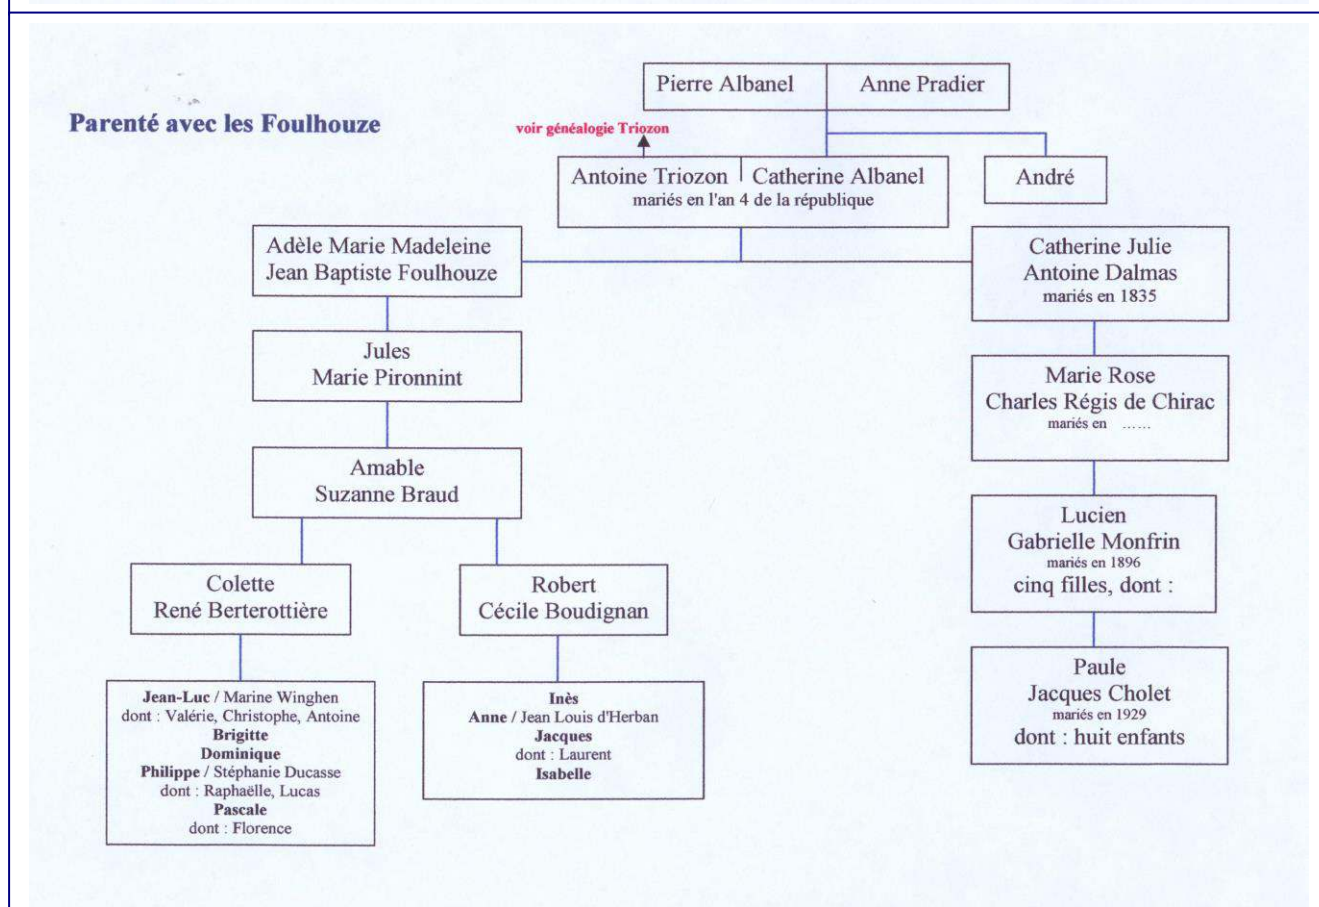 Parenté avec les Foulhouze
Pierre Albanel Anne Pradier
voir généalogie Triozon
Antoine Triozon Catherine Albanel
mariés en l'an 4 de la république
André
Adèle Marie Madeleine
Jean Baptiste Foulhouze
Catherine Julie
Antoine Dalmas
mariés en 1835
Jules
Marie Pironnint
Marie Rose
Charles Régis de Chirac
mariés en ......
Amable
Suzanne Braud
Lucien
Gabrielle Monfrin
mariés en 1896
cinq filles, dont :
Colette
René Berterottière
Robert
Cécile Boudignan
Paule
Jacques Cholet
mariés en 1929
dont : huit enfants
Jean-Luc / Marine Winghen
dont : Valérie, Christophe, Antoine
Brigitte
Dominique
Philippe / Stéphanie Ducasse
dont : Raphaëlle, Lucas
Pascale
dont : Florence
Inès
Anne / Jean Louis d'Herban
Jacques
dont : Laurent
Isabelle